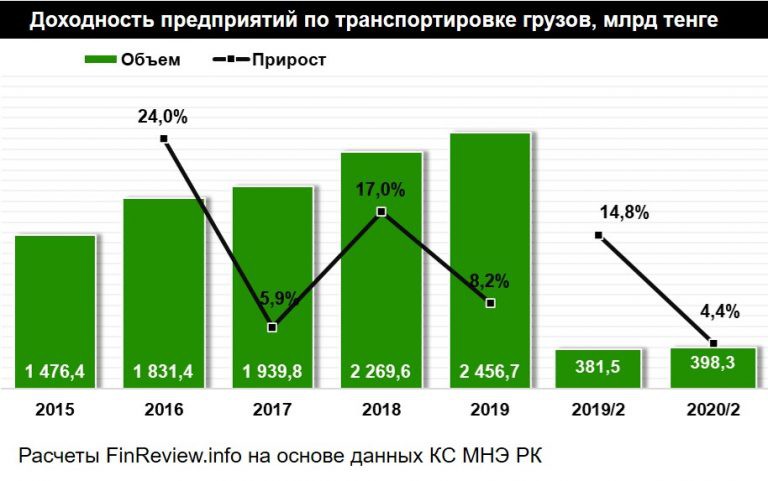 Доходность предприятий по транспортировке грузов, млрд тенге
Объем Прирост
24,0%
17,0%
14,8%
8,2%
5,9%
4,4%
1 476,4 1 831,4 1 939,8 2 269,6 2 456,7 381,5 398,3
2015 2016 2017 2018 2019 2019/2 2020/2
Расчеты FinReview.info на основе данных КС МНЭ РК